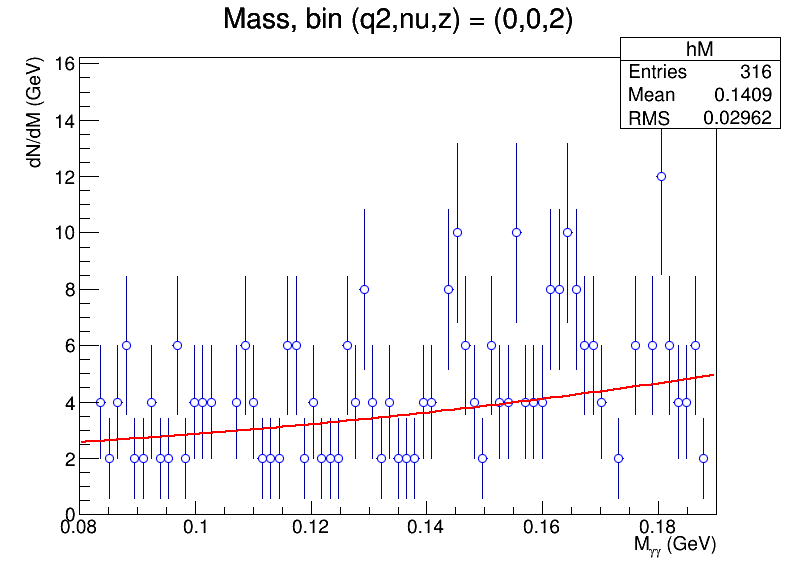 Mass, bin (q2,nu,z) = (0,0,2)
hM
Entries 316
Mean 0.1409
RMS 0.02962
dN/dM (GeV)
16
14
12
10
8
6
4
2
0
0.08 0.1 0.12 0.14 0.16 0.18
Mγγ (GeV)